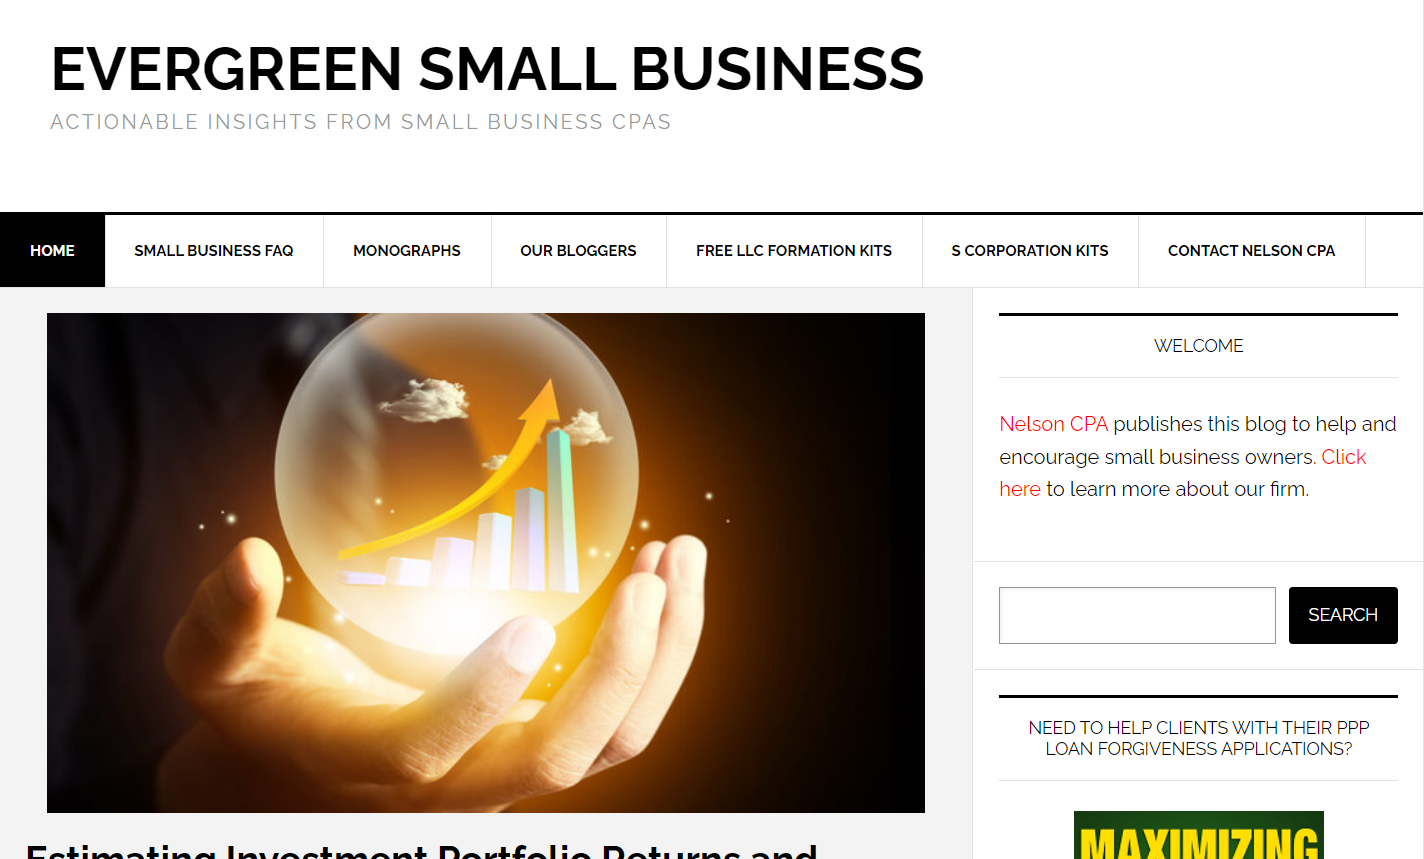 EVERGREEN SMALL BUSINESS
ACTIONABLE INSIGHTS FROM SMALL BUSINESS CPAS
HOME
SMALL BUSINESS FAQ
MONOGRAPHS
OUR BLOGGERS
FREE LLC FORMATION KITS
S CORPORATION KITS
CONTACT NELSON CPA
Estimating Investment Portfolio Returns and
WELCOME
Nelson CPA publishes this blog to help and
encourage small business owners. Click
here to learn more about our firm.
SEARCH
NEED TO HELP CLIENTS WITH THEIR PPP
LOAN FORGIVENESS APPLICATIONS?
MAXIMIZING